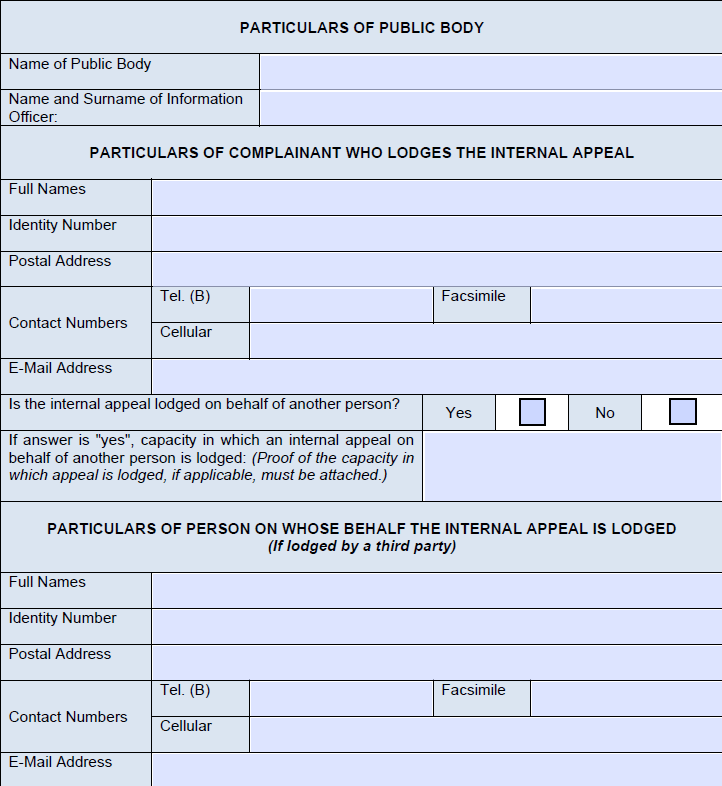 PARTICULARS OF PUBLIC BODY
Name of Public Body
Name and Surname of Information
Officer:
PARTICULARS OF COMPLAINANT WHO LODGES THE INTERNAL APPEAL
Full Names
Identity Number
Postal Address
Contact Numbers
Tel. (B)
Facsimile
Cellular
E-Mail Address
Is the internal appeal lodged on behalf of another person?
Yes
No
If answer is "yes", capacity in which an internal appeal on
behalf of another person is lodged: (Proof of the capacity in
which appeal is lodged, if applicable, must be attached.)
PARTICULARS OF PERSON ON WHOSE BEHALF THE INTERNAL APPEAL IS LODGED
(If lodged by a third party)
Full Names
Identity Number
Postal Address
Contact Numbers
Tel. (B)
Facsimile
Cellular
E-Mail Address